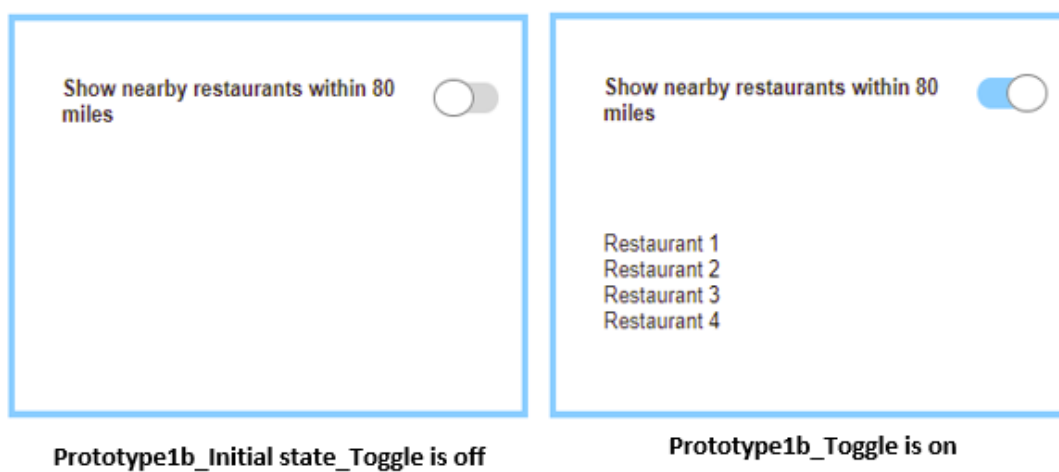 Show nearby restaurants within 80
miles
Prototype1b_Initial state_Toggle is off
Show nearby restaurants within 80
miles
Restaurant 1
Restaurant 2
Restaurant 3
Restaurant 4
Prototype1b_Toggle is on